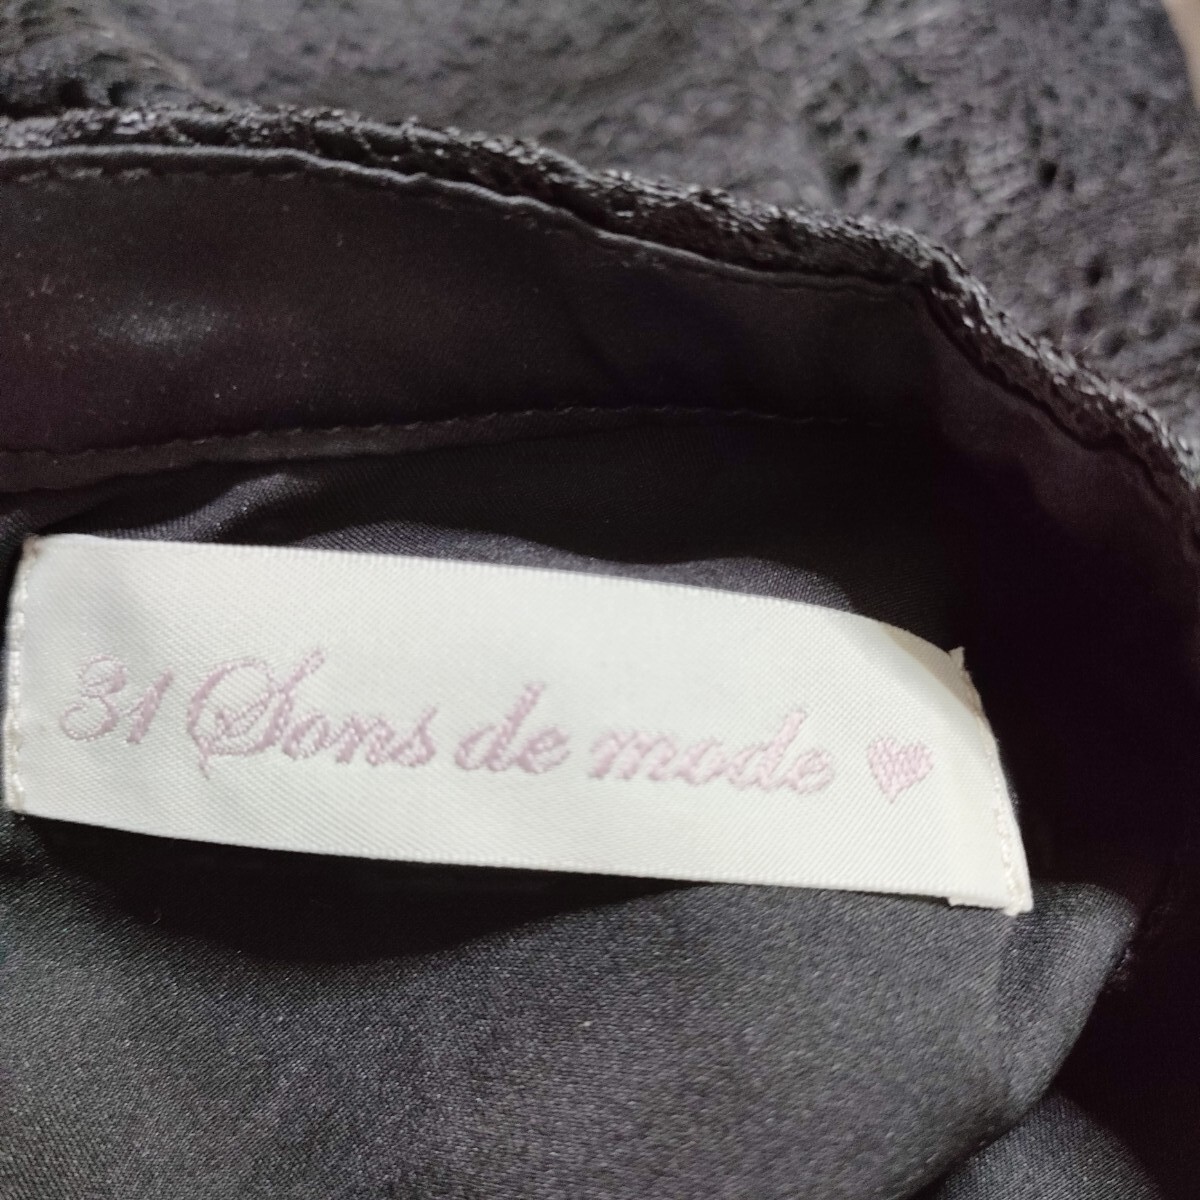 31 Sons de mode ♥